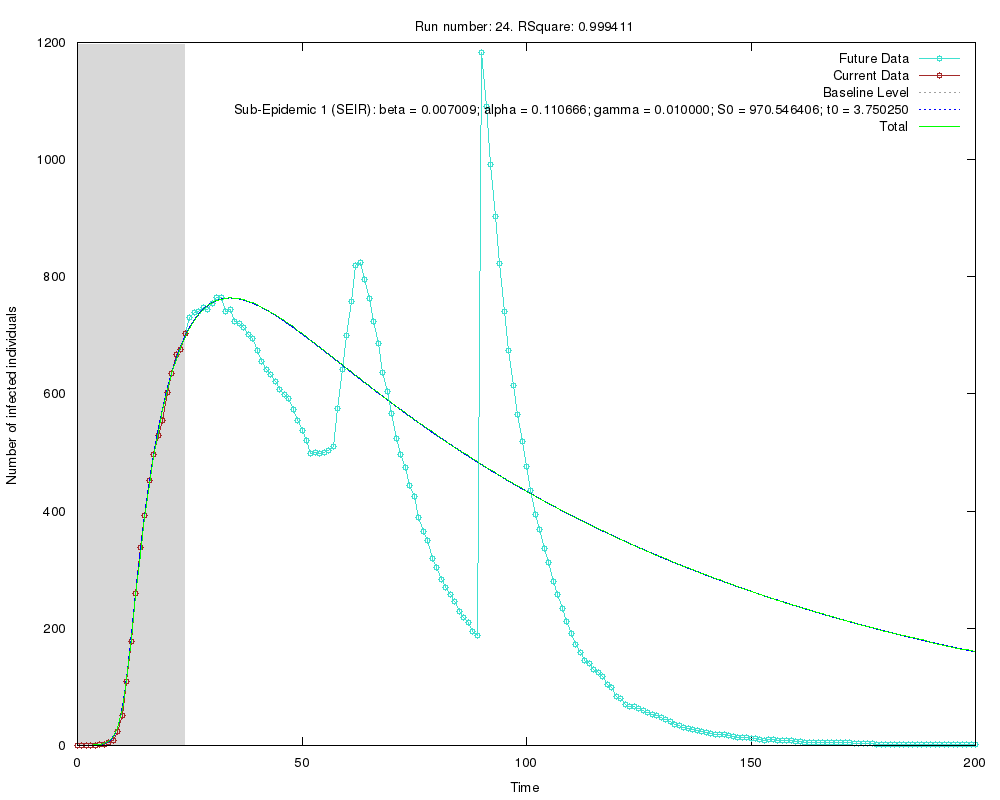 Run number: 24. RSquare: 0.999411
1200
1000
800
600
400
200
0
Number of infected individuals
Future Data
Current Data
Baseline Level
Sub-Epidemic 1 (SEIR): beta = 0.007009; alpha = 0.110666; gamma = 0.010000; S0 = 970.546406; t0 = 3.750250
Total
0 50 100 150 200
Time